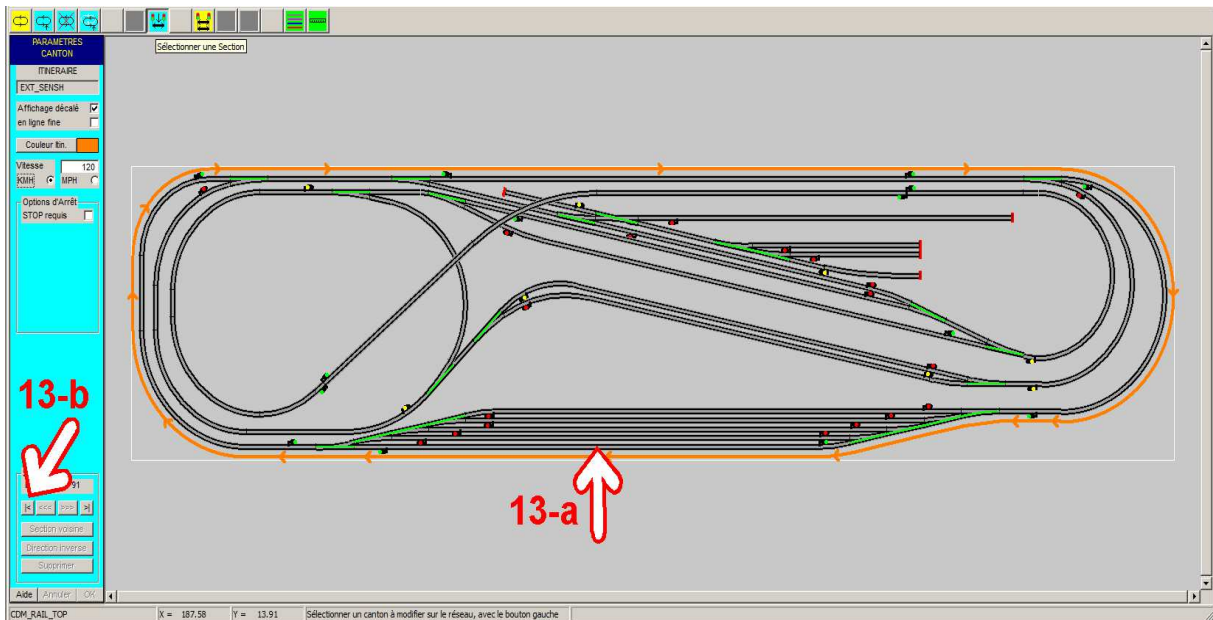 Sélectionner une Section
PARAMETRES
CANTON
ITINERAIRE
EXT_SENSH
Affichage décalé
en ligne fine
Couleur Itin.
Vitesse 120
KMH MPH
Options d'Arrêt
STOP requis
13-b
13-a
91
|< <<< >>> >|
Section voisine
Direction inverse
Supprimer
Aide Annuler OK
CDM_RAIL_TOP X = 187.58 Y = 13.91 Sélectionner un canton à modifier sur le réseau, avec le bouton gauche